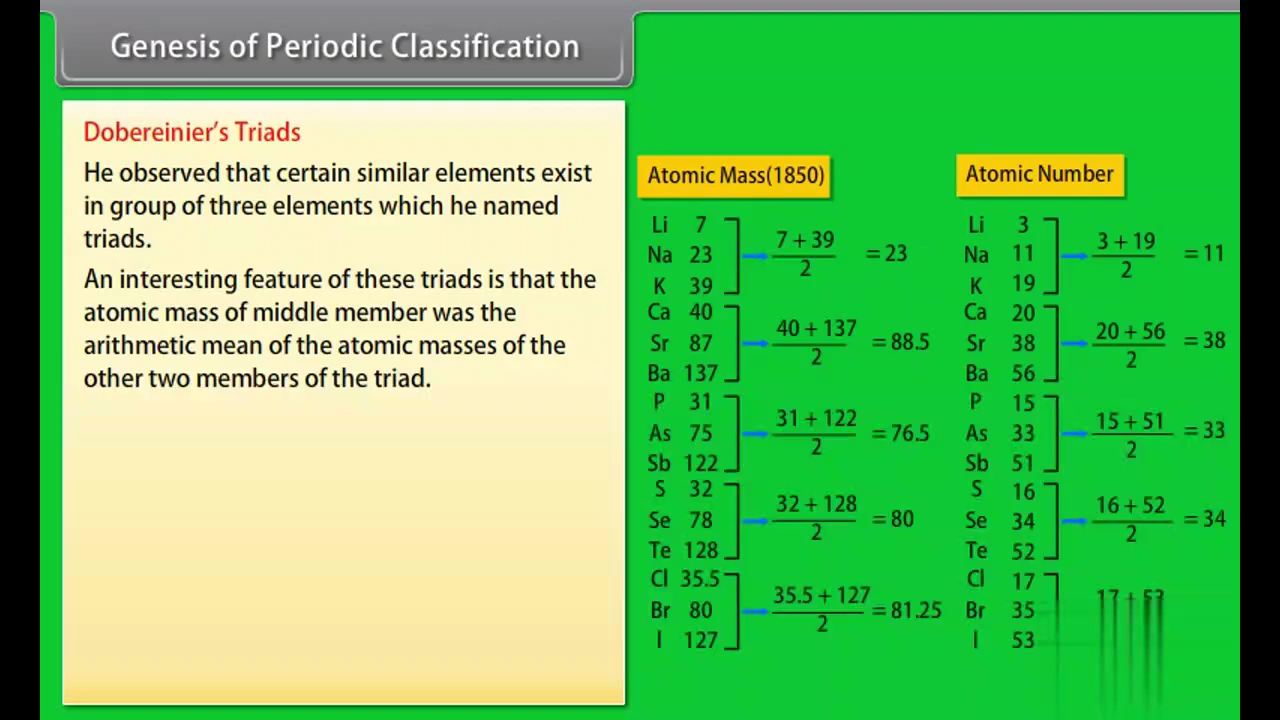 Genesis of Periodic Classification
Dobereinier's Triads
He observed that certain similar elements exist
in group of three elements which he named
triads.
An interesting feature of these triads is that the
atomic mass of middle member was the
arithmetic mean of the atomic masses of the
other two members of the triad.
Atomic Mass(1850)
Li 7
Na 23
K 39
7 + 39
2
= 23
Ca 40
Sr 87
Ba 137
40 + 137
2
= 88.5
P 31
As 75
Sb 122
31 + 122
2
= 76.5
S 32
Se 78
Te 128
32 + 128
2
= 80
Cl 35.5
Br 80
I 127
35.5 + 127
2
= 81.25
Atomic Number
Li 3
Na 11
K 19
3 + 19
2
= 11
Ca 20
Sr 38
Ba 56
20 + 56
2
= 38
P 15
As 33
Sb 51
15 + 51
2
= 33
S 16
Se 34
Te 52
16 + 52
2
= 34
Cl 17
Br 35
I 53
17 + 53